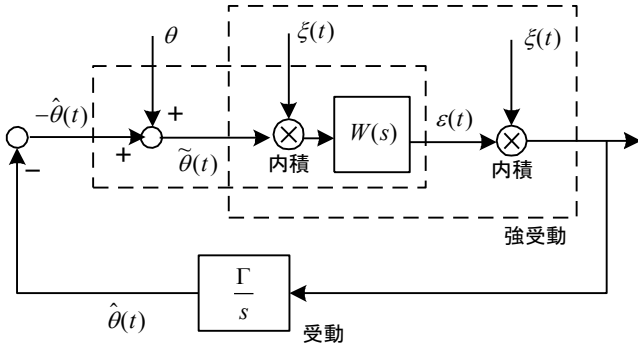 θ
ξ(t)
ξ(t)
−θ̂(t)
+
+
θ̃(t)
×
内積
W(s)
ε(t)
×
内積
−
強受動
Γ
s
θ̂(t)
受動